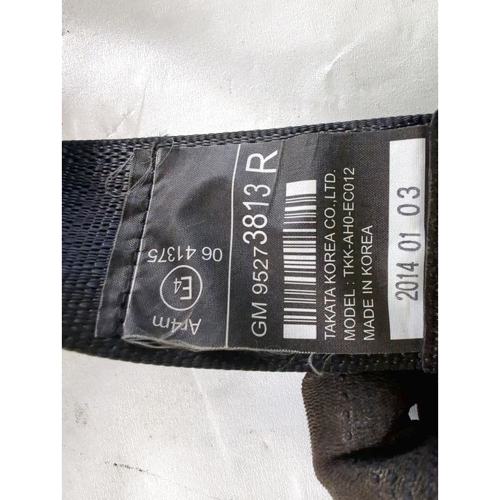 Ar4m
E4
06 41375
GM 95273813 R
TAKATA KOREA CO.,LTD.
MODEL : TKK-AH0-EC012
MADE IN KOREA
2014 01 03